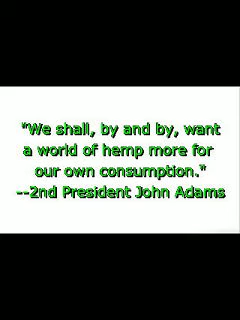 "We shall, by and by, want
a world of hemp more for
our own consumption."
--2nd President John Adams